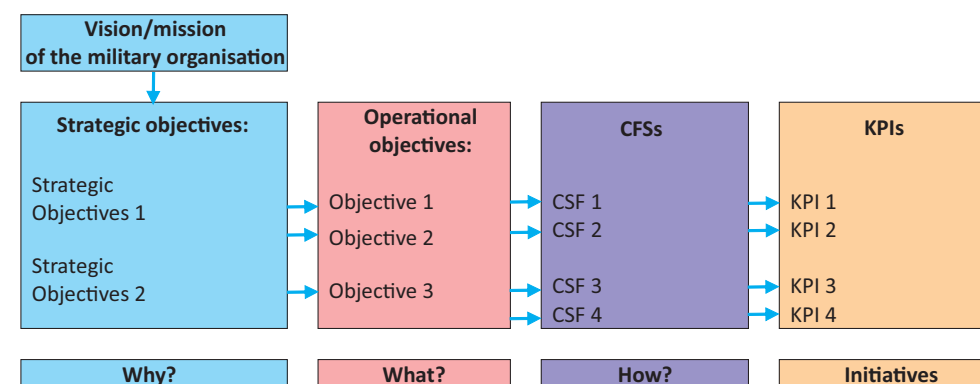 Vision/mission
of the military organisation
Strategic objectives:
Strategic
Objectives 1
Strategic
Objectives 2
Operational
objectives:
Objective 1
Objective 2
Objective 3
CFSs
CSF 1
CSF 2
CSF 3
CSF 4
KPIs
KPI 1
KPI 2
KPI 3
KPI 4
Why?
What?
How?
Initiatives